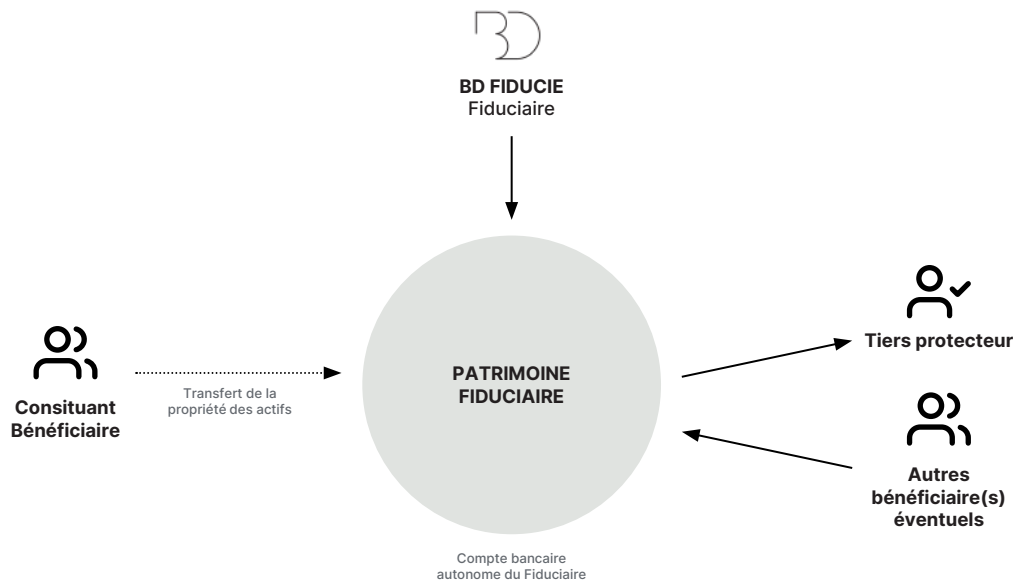 BD
BD FIDUCIE
Fiduciaire
Tiers protecteur
PATRIMOINE
FIDUCIAIRE
Transfert de la
propriété des actifs
Consituant
Bénéficiaire
Autres
bénéficiaire(s)
éventuels
Compte bancaire
autonome du Fiduciaire